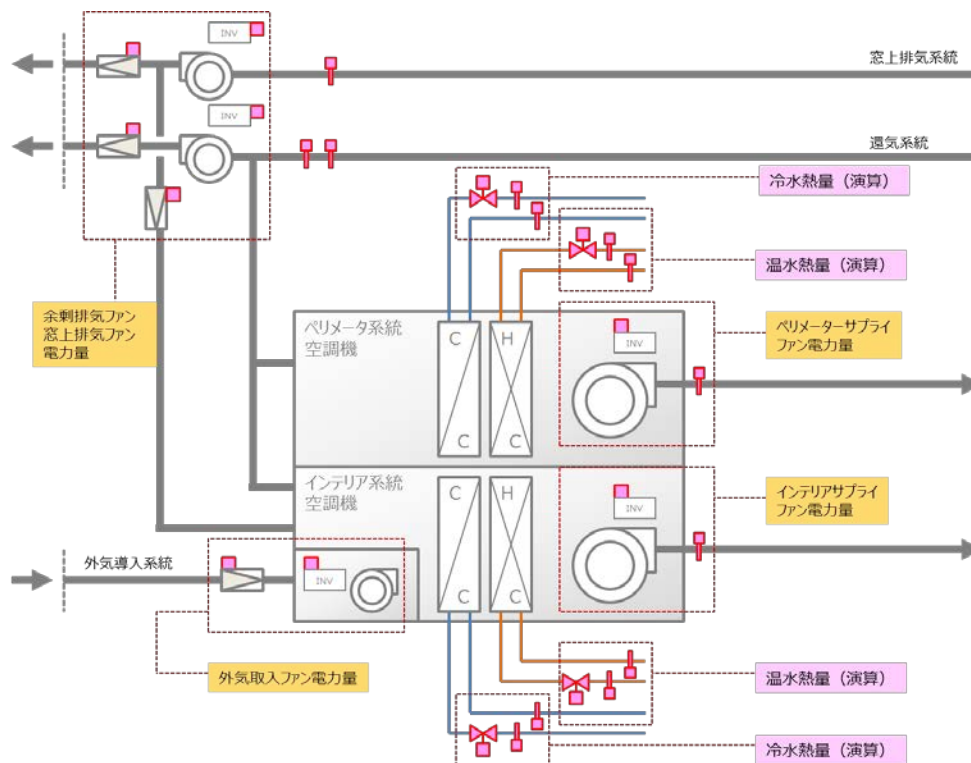 INV
窓上排気系統
INV
還気系統
冷水熱量（演算）
温水熱量（演算）
余剰排気ファン
窓上排気ファン
電力量
ペリメータ系統
空調機
C
H
INV
ペリメーターサプライ
ファン電力量
C
C
インテリア系統
空調機
C
H
INV
インテリアサプライ
ファン電力量
外気導入系統
INV
C
C
外気取入ファン電力量
温水熱量（演算）
冷水熱量（演算）